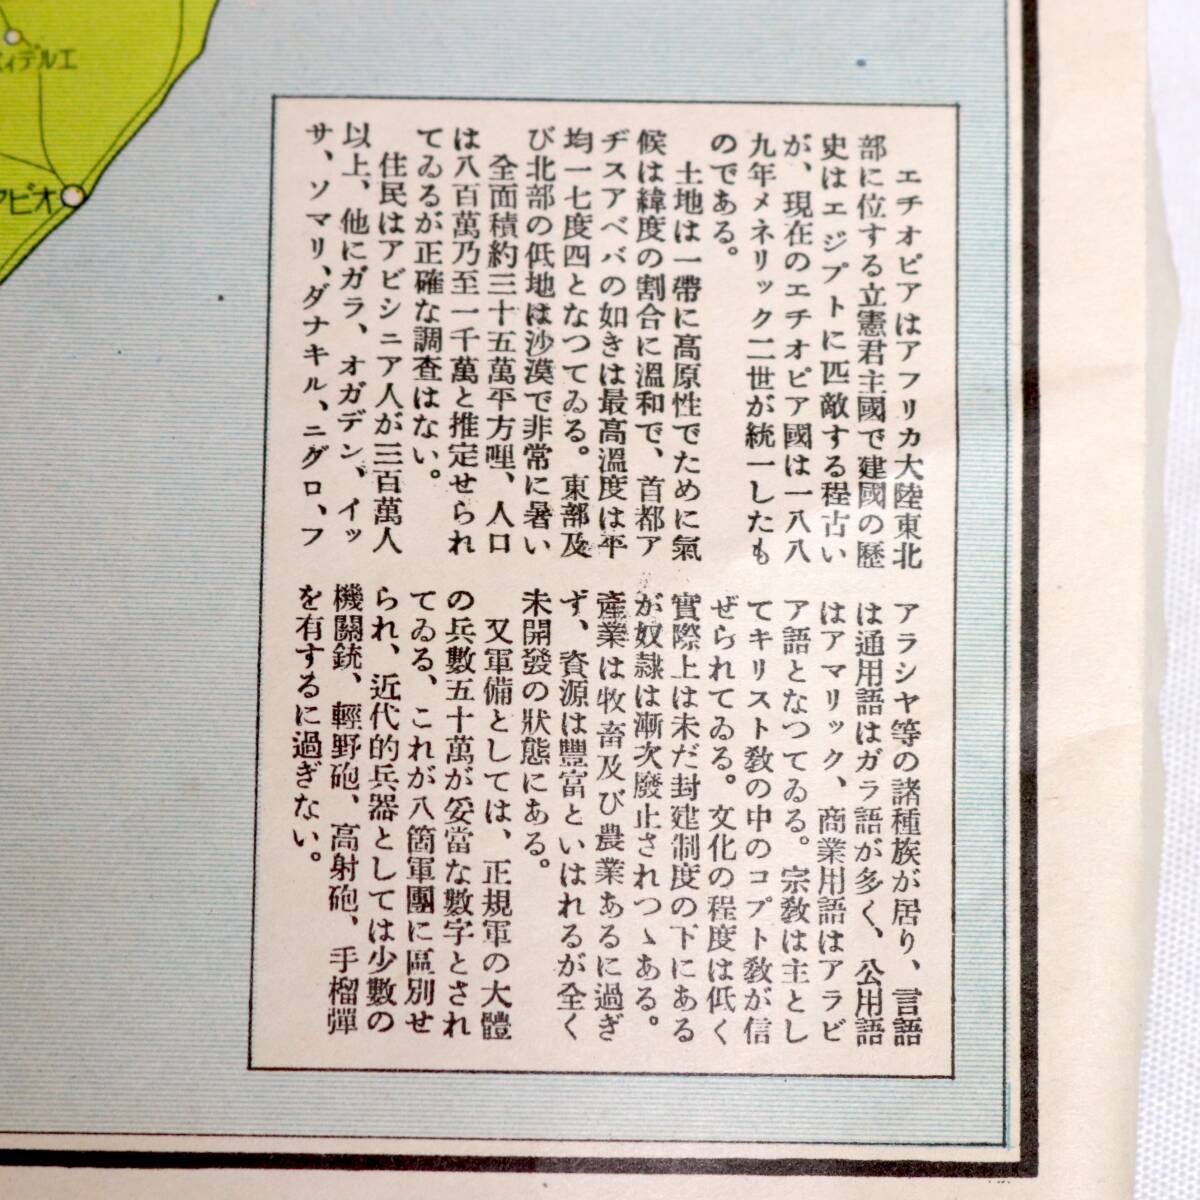 エチオピアはアフリカ大陸東北
部に位する立憲君主國で建國の歷
史はエジプトに匹敵する程古い
が、現在のエチオピア國は一八八
九年メネリック二世が統一したも
のである。
土地は一帶に高原性でために氣
候は緯度の割合に溫和で、首都ア
ヂスアベバの如きは最高溫度は平
均一七度四となつてゐる。東部及
び北部の低地は沙漠で非常に暑い
全面積約三十五萬平方哩、人口
は八百萬乃至一千萬と推定せられ
てゐるが正確な調査はない。
住民はアビシニア人が三百萬人
以上、他にガラ、オガデン、イッ
サ、ソマリ、ダナキル、ニグロ、フ
アラシヤ等の諸種族が居り、言語
は通用語はガラ語が多く、公用語
はアマリック、商業用語はアラビ
ア語となつてゐる。宗敎は主とし
てキリスト敎の中のコプト敎が信
ぜられてゐる。文化の程度は低く
實際上は未だ封建制度の下にある
が奴隷は漸次廢止されつゝある。
產業は牧畜及び農業あるに過ぎ
ず、資源は豐富といはれるが全く
未開發の狀態にある。
又軍備としては、正規軍の大體
の兵數五十萬が妥當な數字とされ
てゐる、これが八箇軍團に區別せ
られ、近代的兵器としては少數の
機關銃、輕野砲、高射砲、手榴彈
を有するに過ぎない。
エルデ
オビア